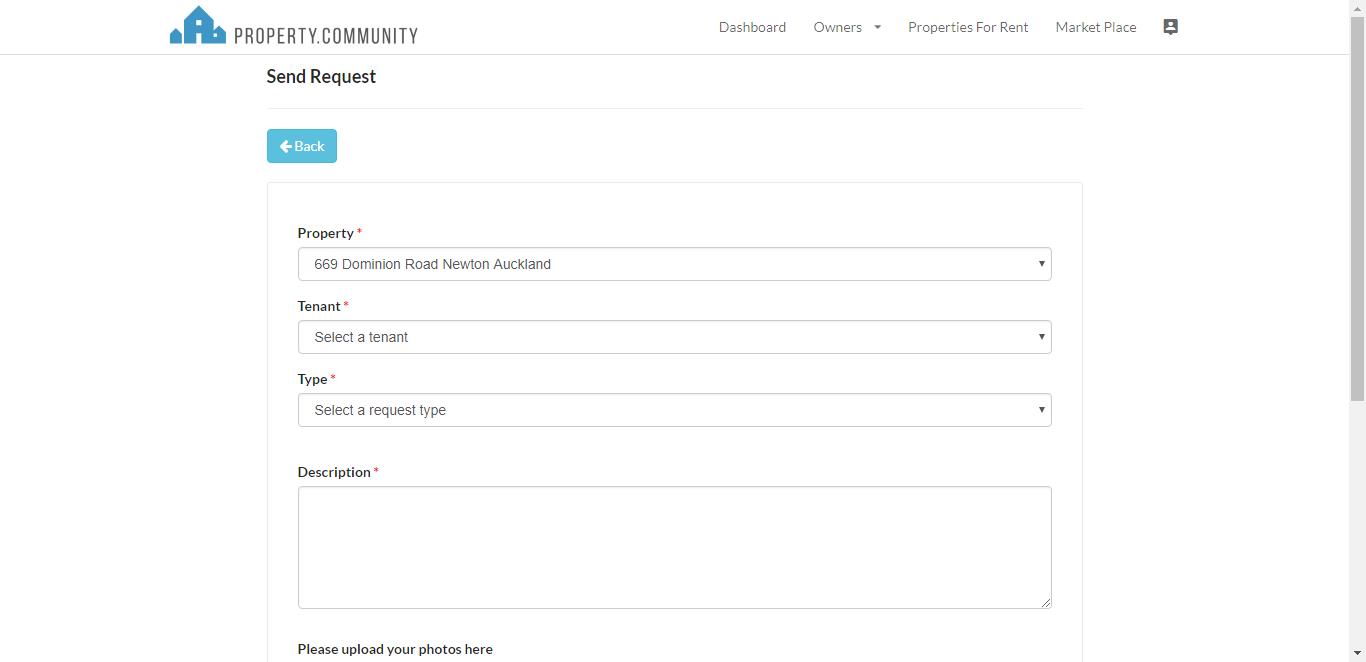 PROPERTY.COMMUNITY Dashboard Owners Properties For Rent Market Place
Send Request
Back
Property *
669 Dominion Road Newton Auckland
Tenant *
Select a tenant
Type *
Select a request type
Description *
Please upload your photos here